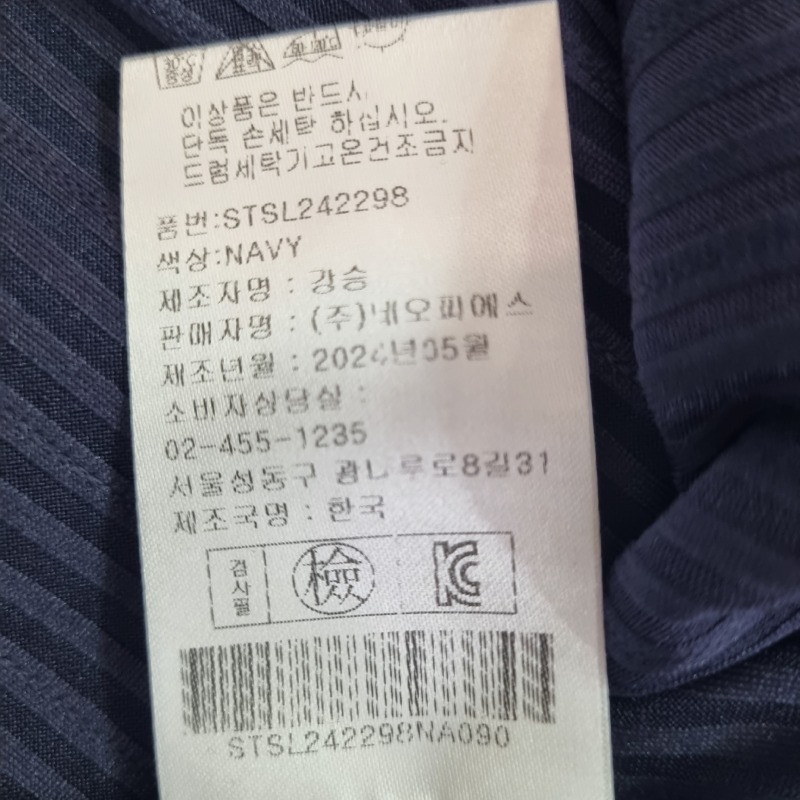 이상품은 반드시
단독 손세탁 하십시오.
드럼세탁기고온건조금지
품번:STSL242298
색상:NAVY
제조자명 : 강승
판매자명 : (주)네오피에스
제조년월 : 2024년05월
소비자상담실 :
02-455-1235
서울성동구 광나루로8길31
제조국명 : 한국
검사필 檢 KC
STSL242298NA090